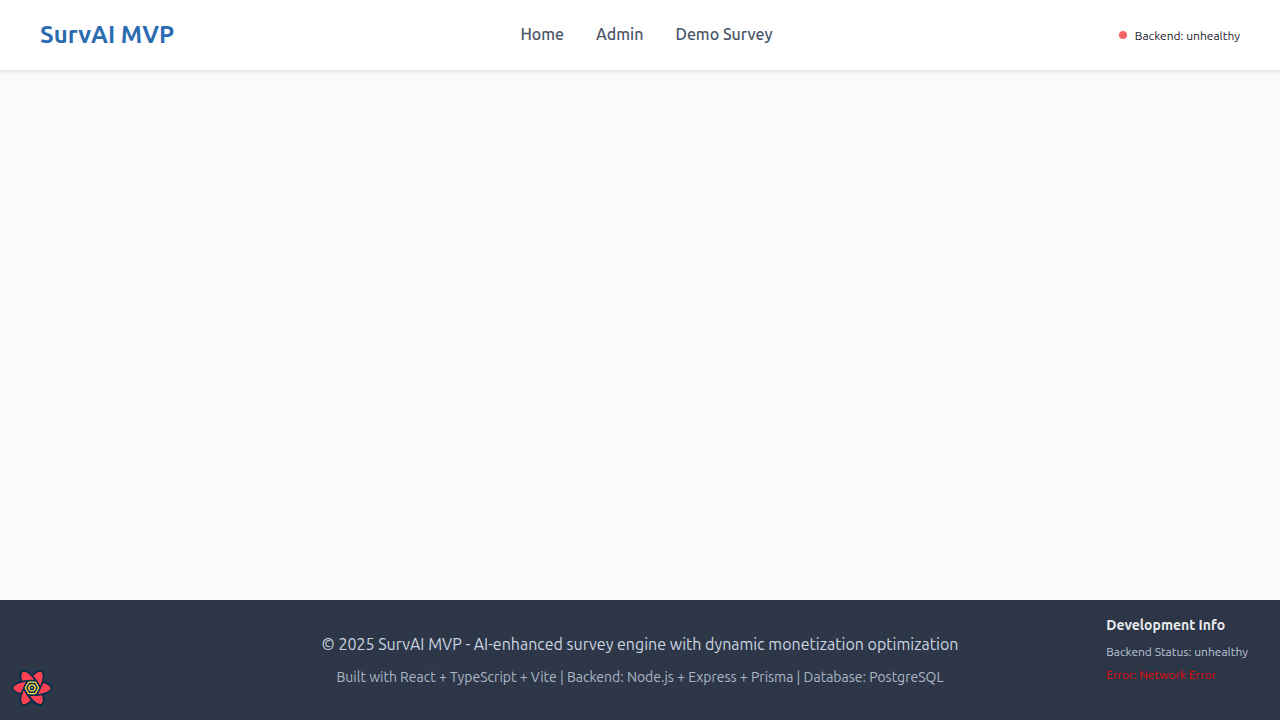 SurvAI MVP
Home
Admin
Demo Survey
Backend: unhealthy
© 2025 SurvAI MVP - AI-enhanced survey engine with dynamic monetization optimization
Built with React + TypeScript + Vite | Backend: Node.js + Express + Prisma | Database: PostgreSQL
Development Info
Backend Status: unhealthy
Error: Network Error